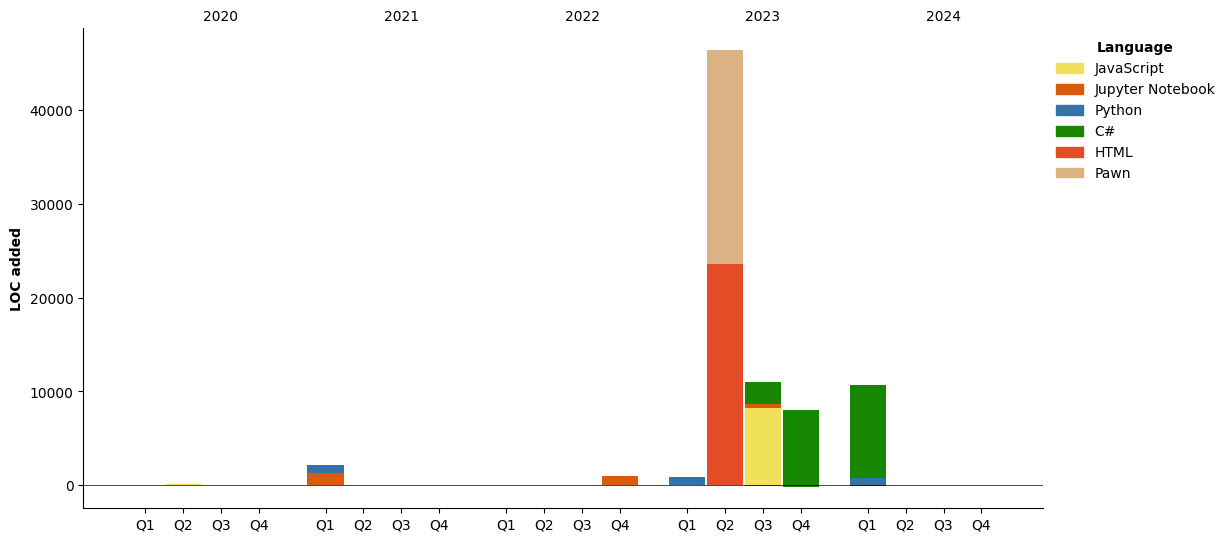 2020 2021 2022 2023 2024
Language
JavaScript
Jupyter Notebook
Python
C#
HTML
Pawn
LOC added
40000
30000
20000
10000
0
Q1 Q2 Q3 Q4 Q1 Q2 Q3 Q4 Q1 Q2 Q3 Q4 Q1 Q2 Q3 Q4 Q1 Q2 Q3 Q4